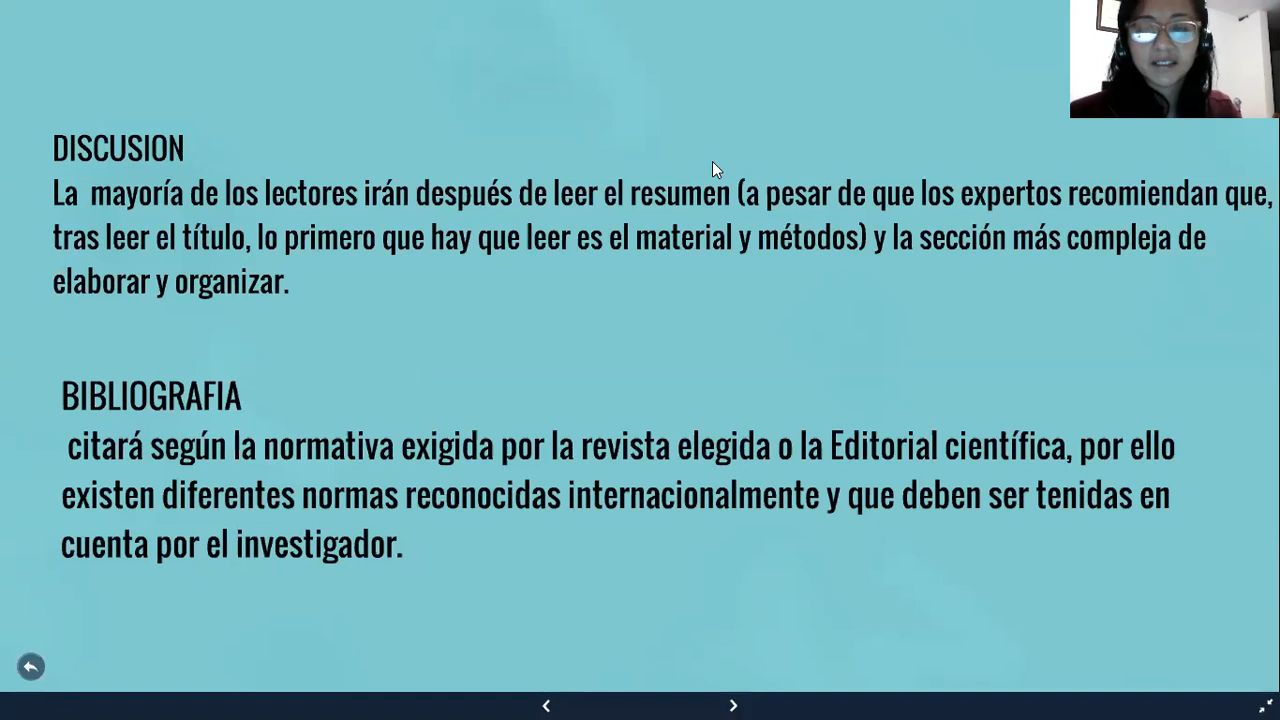 DISCUSION
La mayoría de los lectores irán después de leer el resumen (a pesar de que los expertos recomiendan que,
tras leer el título, lo primero que hay que leer es el material y métodos) y la sección más compleja de
elaborar y organizar.
BIBLIOGRAFIA
citará según la normativa exigida por la revista elegida o la Editorial científica, por ello
existen diferentes normas reconocidas internacionalmente y que deben ser tenidas en
cuenta por el investigador.